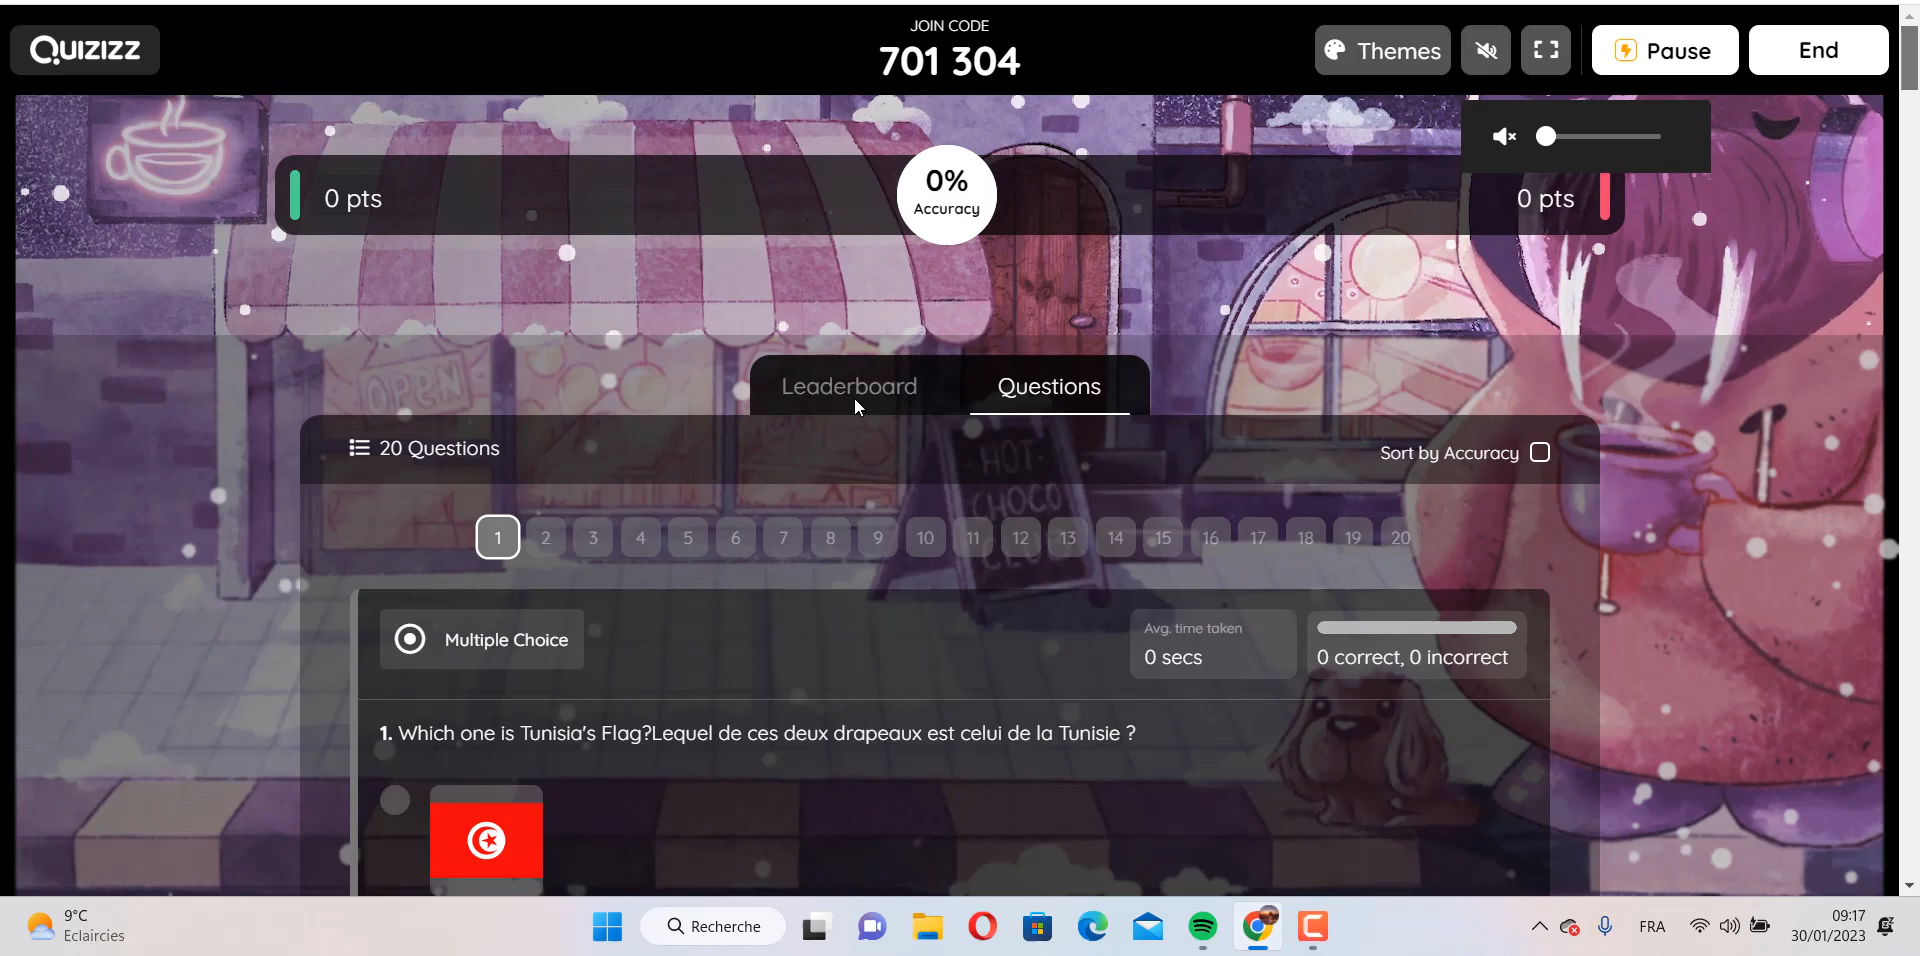 QUIZIZZ
JOIN CODE
701 304
Themes
Pause
End
0 pts
0%
Accuracy
0 pts
OPEN
HOT
CHOCO
Leaderboard
Questions
20 Questions
Sort by Accuracy
1 2 3 4 5 6 7 8 9 10 11 12 13 14 15 16 17 18 19 20
Multiple Choice
Avg. time taken
0 secs
0 correct, 0 incorrect
1. Which one is Tunisia's Flag?Lequel de ces deux drapeaux est celui de la Tunisie ?
9°C
Eclaircies
Recherche
FRA
09:17
30/01/2023